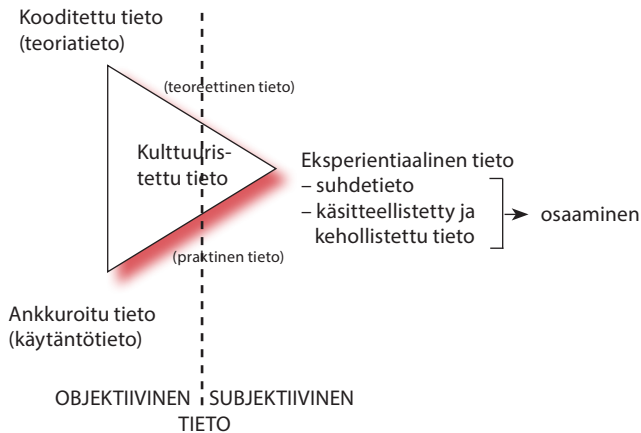 Kooditettu tieto
(teoriatieto)
(teoreettinen tieto)
Kulttuuris-
tettu tieto
Eksperientiaalinen tieto
– suhdetieto
– käsitteellistetty ja
kehollistettu tieto
osaaminen
(praktinen tieto)
Ankkuroitu tieto
(käytäntötieto)
OBJEKTIIVINEN
SUBJEKTIIVINEN
TIETO